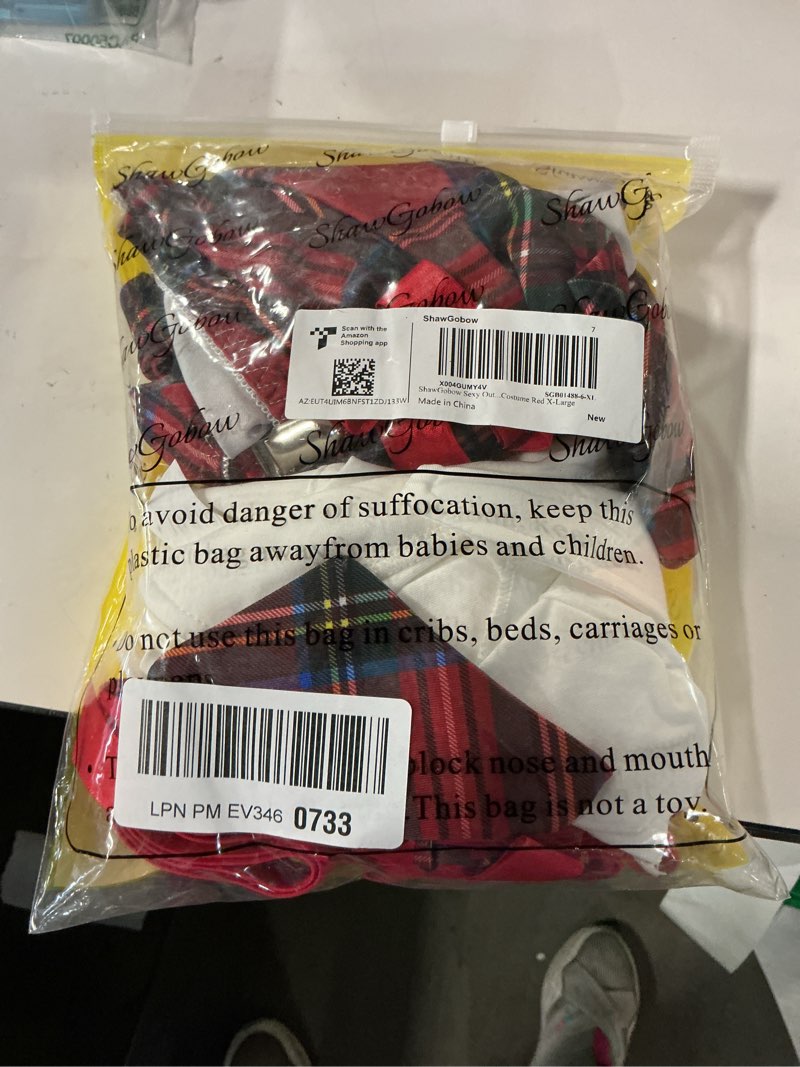 ShawGobow
ShawGobow
ShawGobow
Scan with the
Amazon
Shopping app
ShawGobow
7
X004GUMY4V
AZ:EUT4UIM6BNFST1ZDJ133W
ShawGobow Sexy Out...Costume Red X-Large
SGB01488-6-XL
Made in China
New
avoid danger of suffocation, keep this
plastic bag awayfrom babies and children.
Do not use this bag in cribs, beds, carriages or
block nose and mouth
.This bag is not a toy.
LPN PM EV346 0733